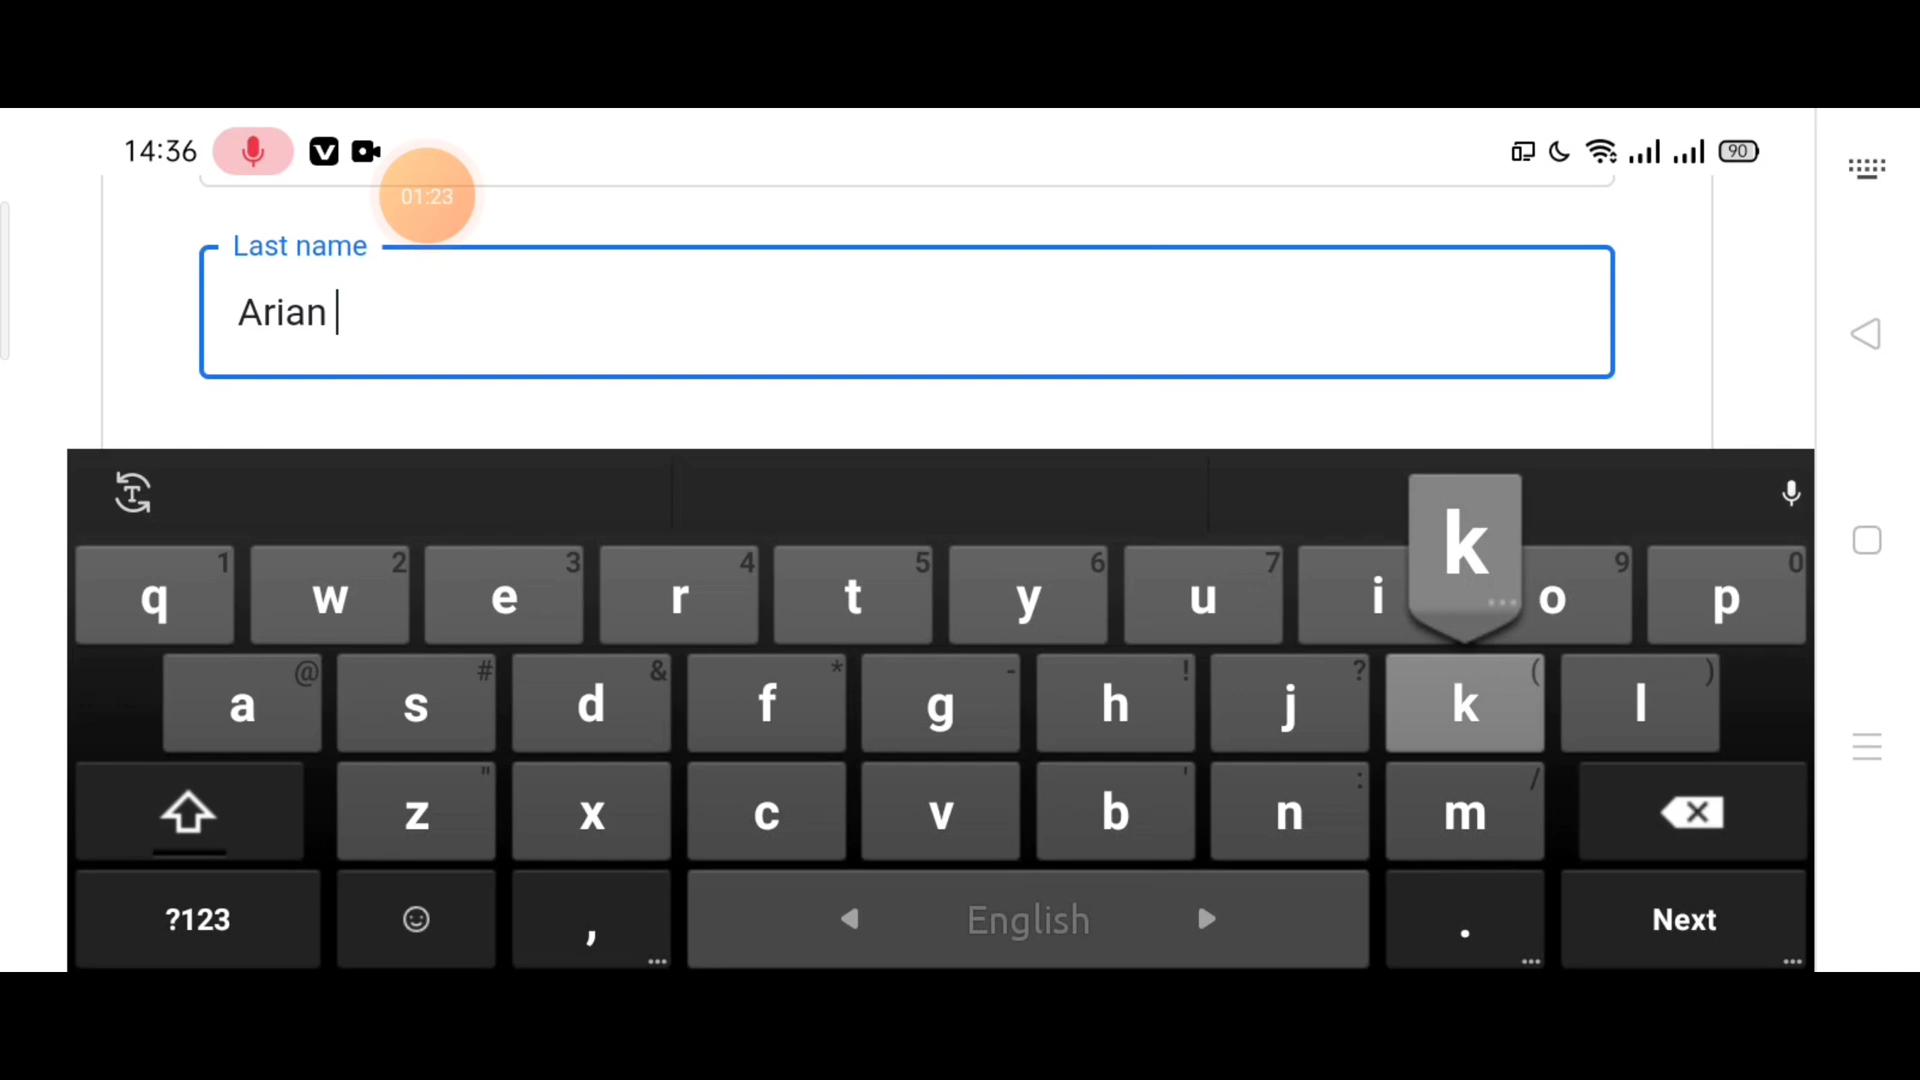 14:36 V 90
01:23
Last name
Arian
k
q 1 w 2 e 3 r 4 t 5 y 6 u 7 i o 9 p 0
a @ s # d & f * g - h ! j ? k ( l )
z " x c v b ' n : m /
?123 , ... English . ... Next ...